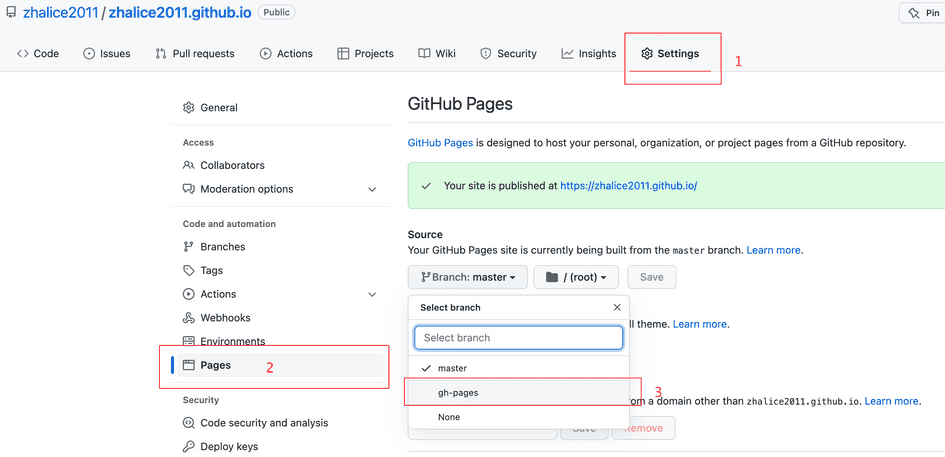 zhalice2011 / zhalice2011.github.io Public
Pin
Code Issues Pull requests Actions Projects Wiki Security Insights Settings 1
General
Access
Collaborators
Moderation options
Code and automation
Branches
Tags
Actions
Webhooks
Environments
Pages 2
Security
Code security and analysis
Deploy keys
GitHub Pages
GitHub Pages is designed to host your personal, organization, or project pages from a GitHub repository.
Your site is published at https://zhalice2011.github.io/
Source
Your GitHub Pages site is currently being built from the master branch. Learn more.
Branch: master / (root) Save
Select branch
Select branch
ll theme. Learn more.
master
gh-pages 3
om a domain other than zhalice2011.github.io. Learn more.
None
Save Remove